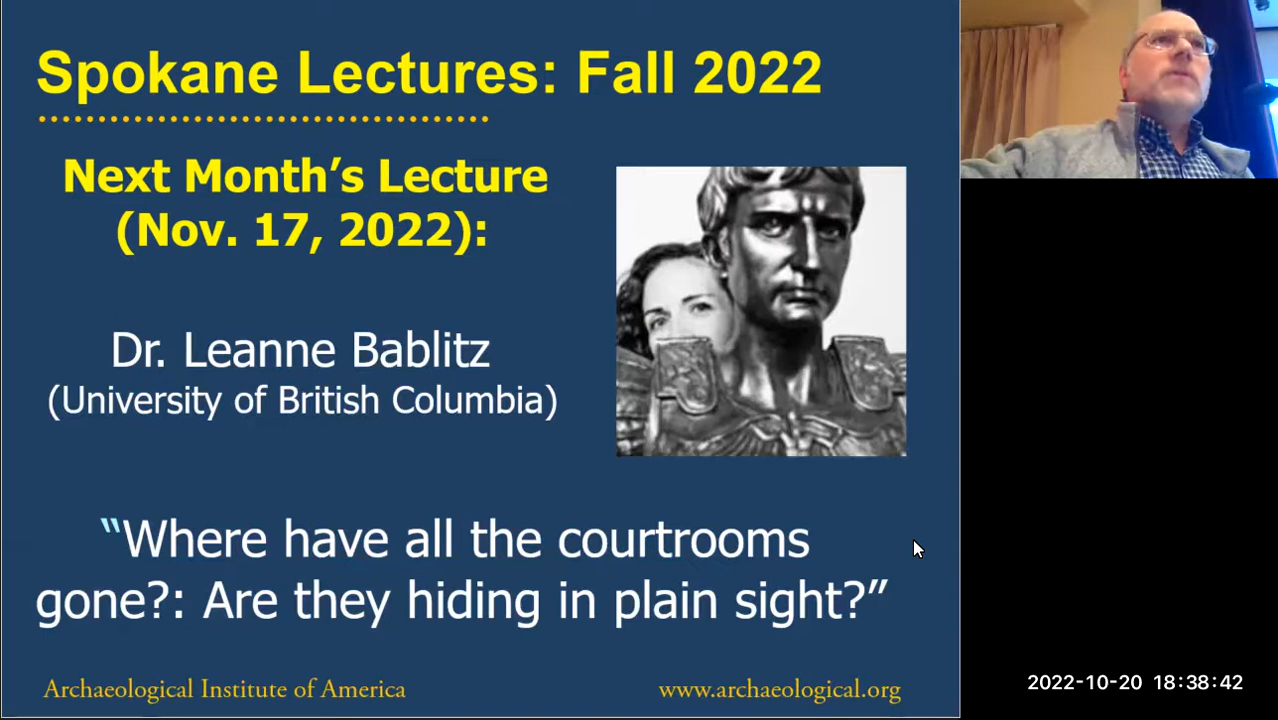 Spokane Lectures: Fall 2022
Next Month’s Lecture
(Nov. 17, 2022):
Dr. Leanne Bablitz
(University of British Columbia)
“Where have all the courtrooms
gone?: Are they hiding in plain sight?”
Archaeological Institute of America
www.archaeological.org
2022-10-20 18:38:42